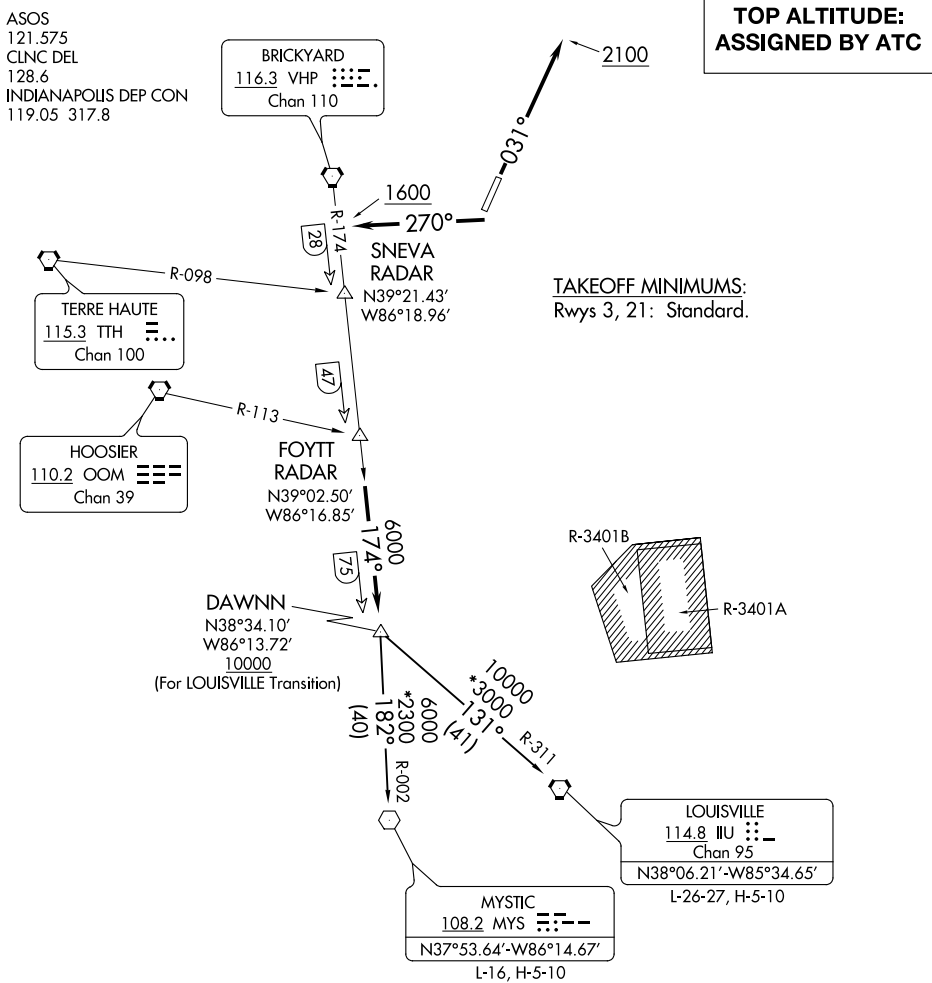 ASOS
121.575
CLNC DEL
128.6
INDIANAPOLIS DEP CON
119.05 317.8
TOP ALTITUDE:
ASSIGNED BY ATC
BRICKYARD
116.3 VHP
Chan 110
2100
031°
1600
270°
R-174
28
SNEVA
RADAR
N39°21.43′
W86°18.96′
R-098
TERRE HAUTE
115.3 TTH
Chan 100
TAKEOFF MINIMUMS:
Rwys 3, 21: Standard.
47
R-113
HOOSIER
110.2 OOM
Chan 39
FOYTT
RADAR
N39°02.50′
W86°16.85′
6000
174°
75
R-3401B
R-3401A
DAWNN
N38°34.10′
W86°13.72′
10000
(For LOUISVILLE Transition)
6000
*2300
182°
(40)
R-002
10000
*3000
131°
(41)
R-311
LOUISVILLE
114.8 IIU
Chan 95
N38°06.21′-W85°34.65′
L-26-27, H-5-10
MYSTIC
108.2 MYS
N37°53.64′-W86°14.67′
L-16, H-5-10